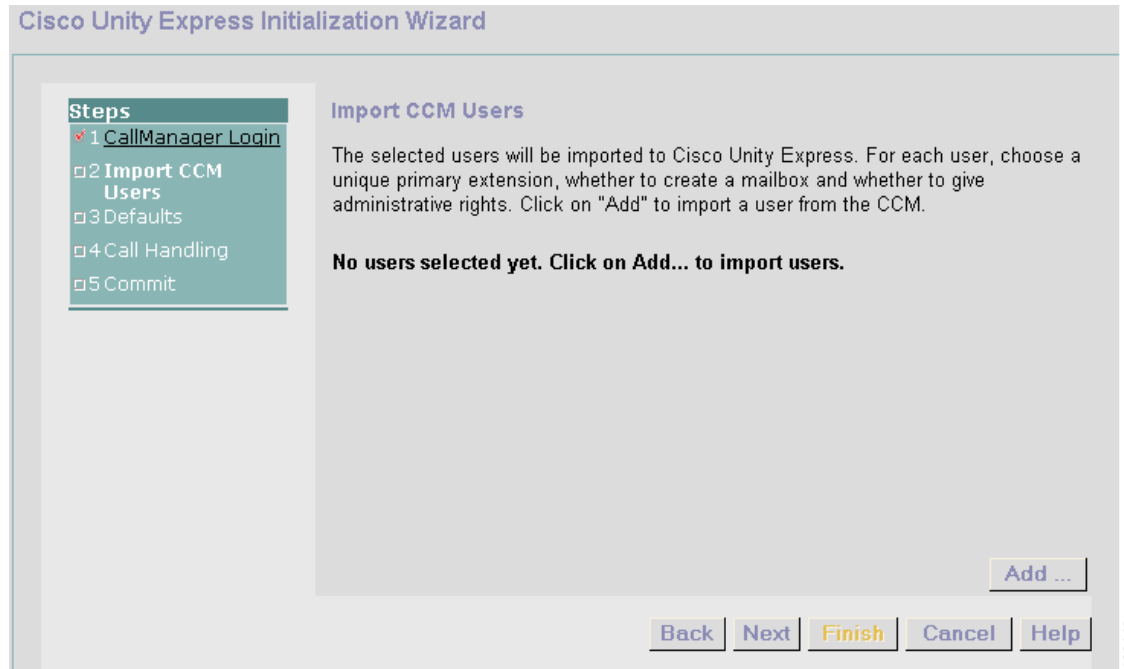 Cisco Unity Express Initialization Wizard
Steps
1 CallManager Login
2 Import CCM
Users
3 Defaults
4 Call Handling
5 Commit
Import CCM Users
The selected users will be imported to Cisco Unity Express. For each user, choose a
unique primary extension, whether to create a mailbox and whether to give
administrative rights. Click on "Add" to import a user from the CCM.
No users selected yet. Click on Add... to import users.
Add ...
Back Next Finish Cancel Help